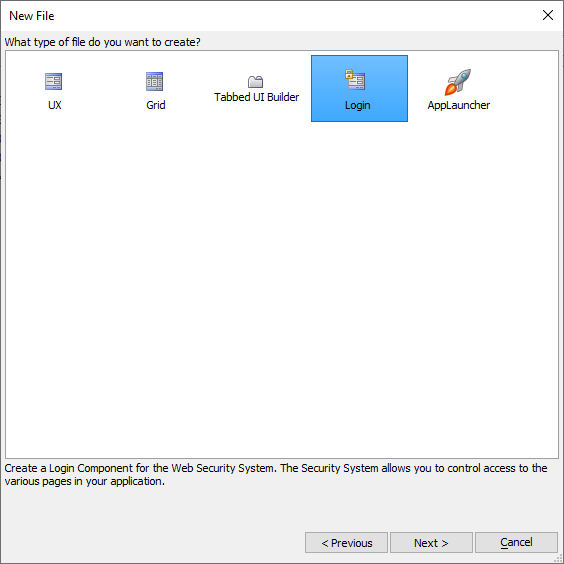 New File
What type of file do you want to create?
UX
Grid
Tabbed UI Builder
Login
AppLauncher
Create a Login Component for the Web Security System. The Security System allows you to control access to the
various pages in your application.
< Previous
Next >
Cancel